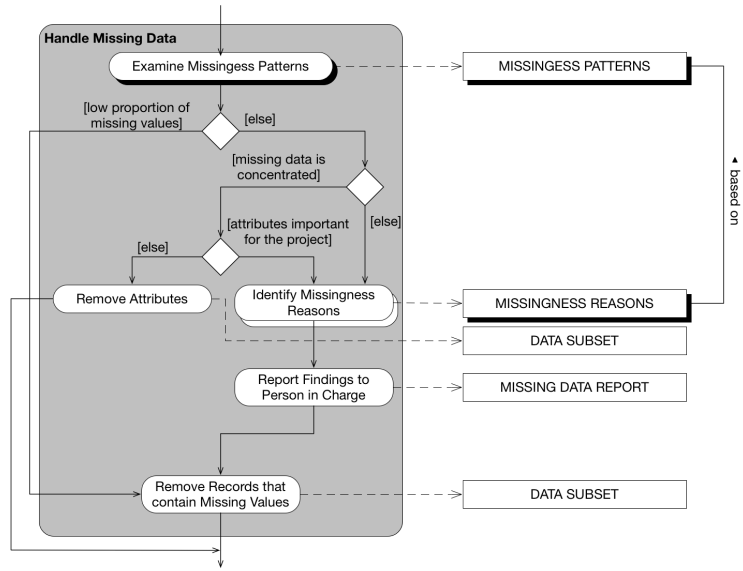 Handle Missing Data
Examine Missingess Patterns
MISSINGESS PATTERNS
[low proportion of
missing values]
[else]
[missing data is
concentrated]
◄ based on
[else]
[attributes important
for the project]
[else]
Remove Attributes
Identify Missingness
Reasons
MISSINGNESS REASONS
DATA SUBSET
Report Findings to
Person in Charge
MISSING DATA REPORT
Remove Records that
contain Missing Values
DATA SUBSET